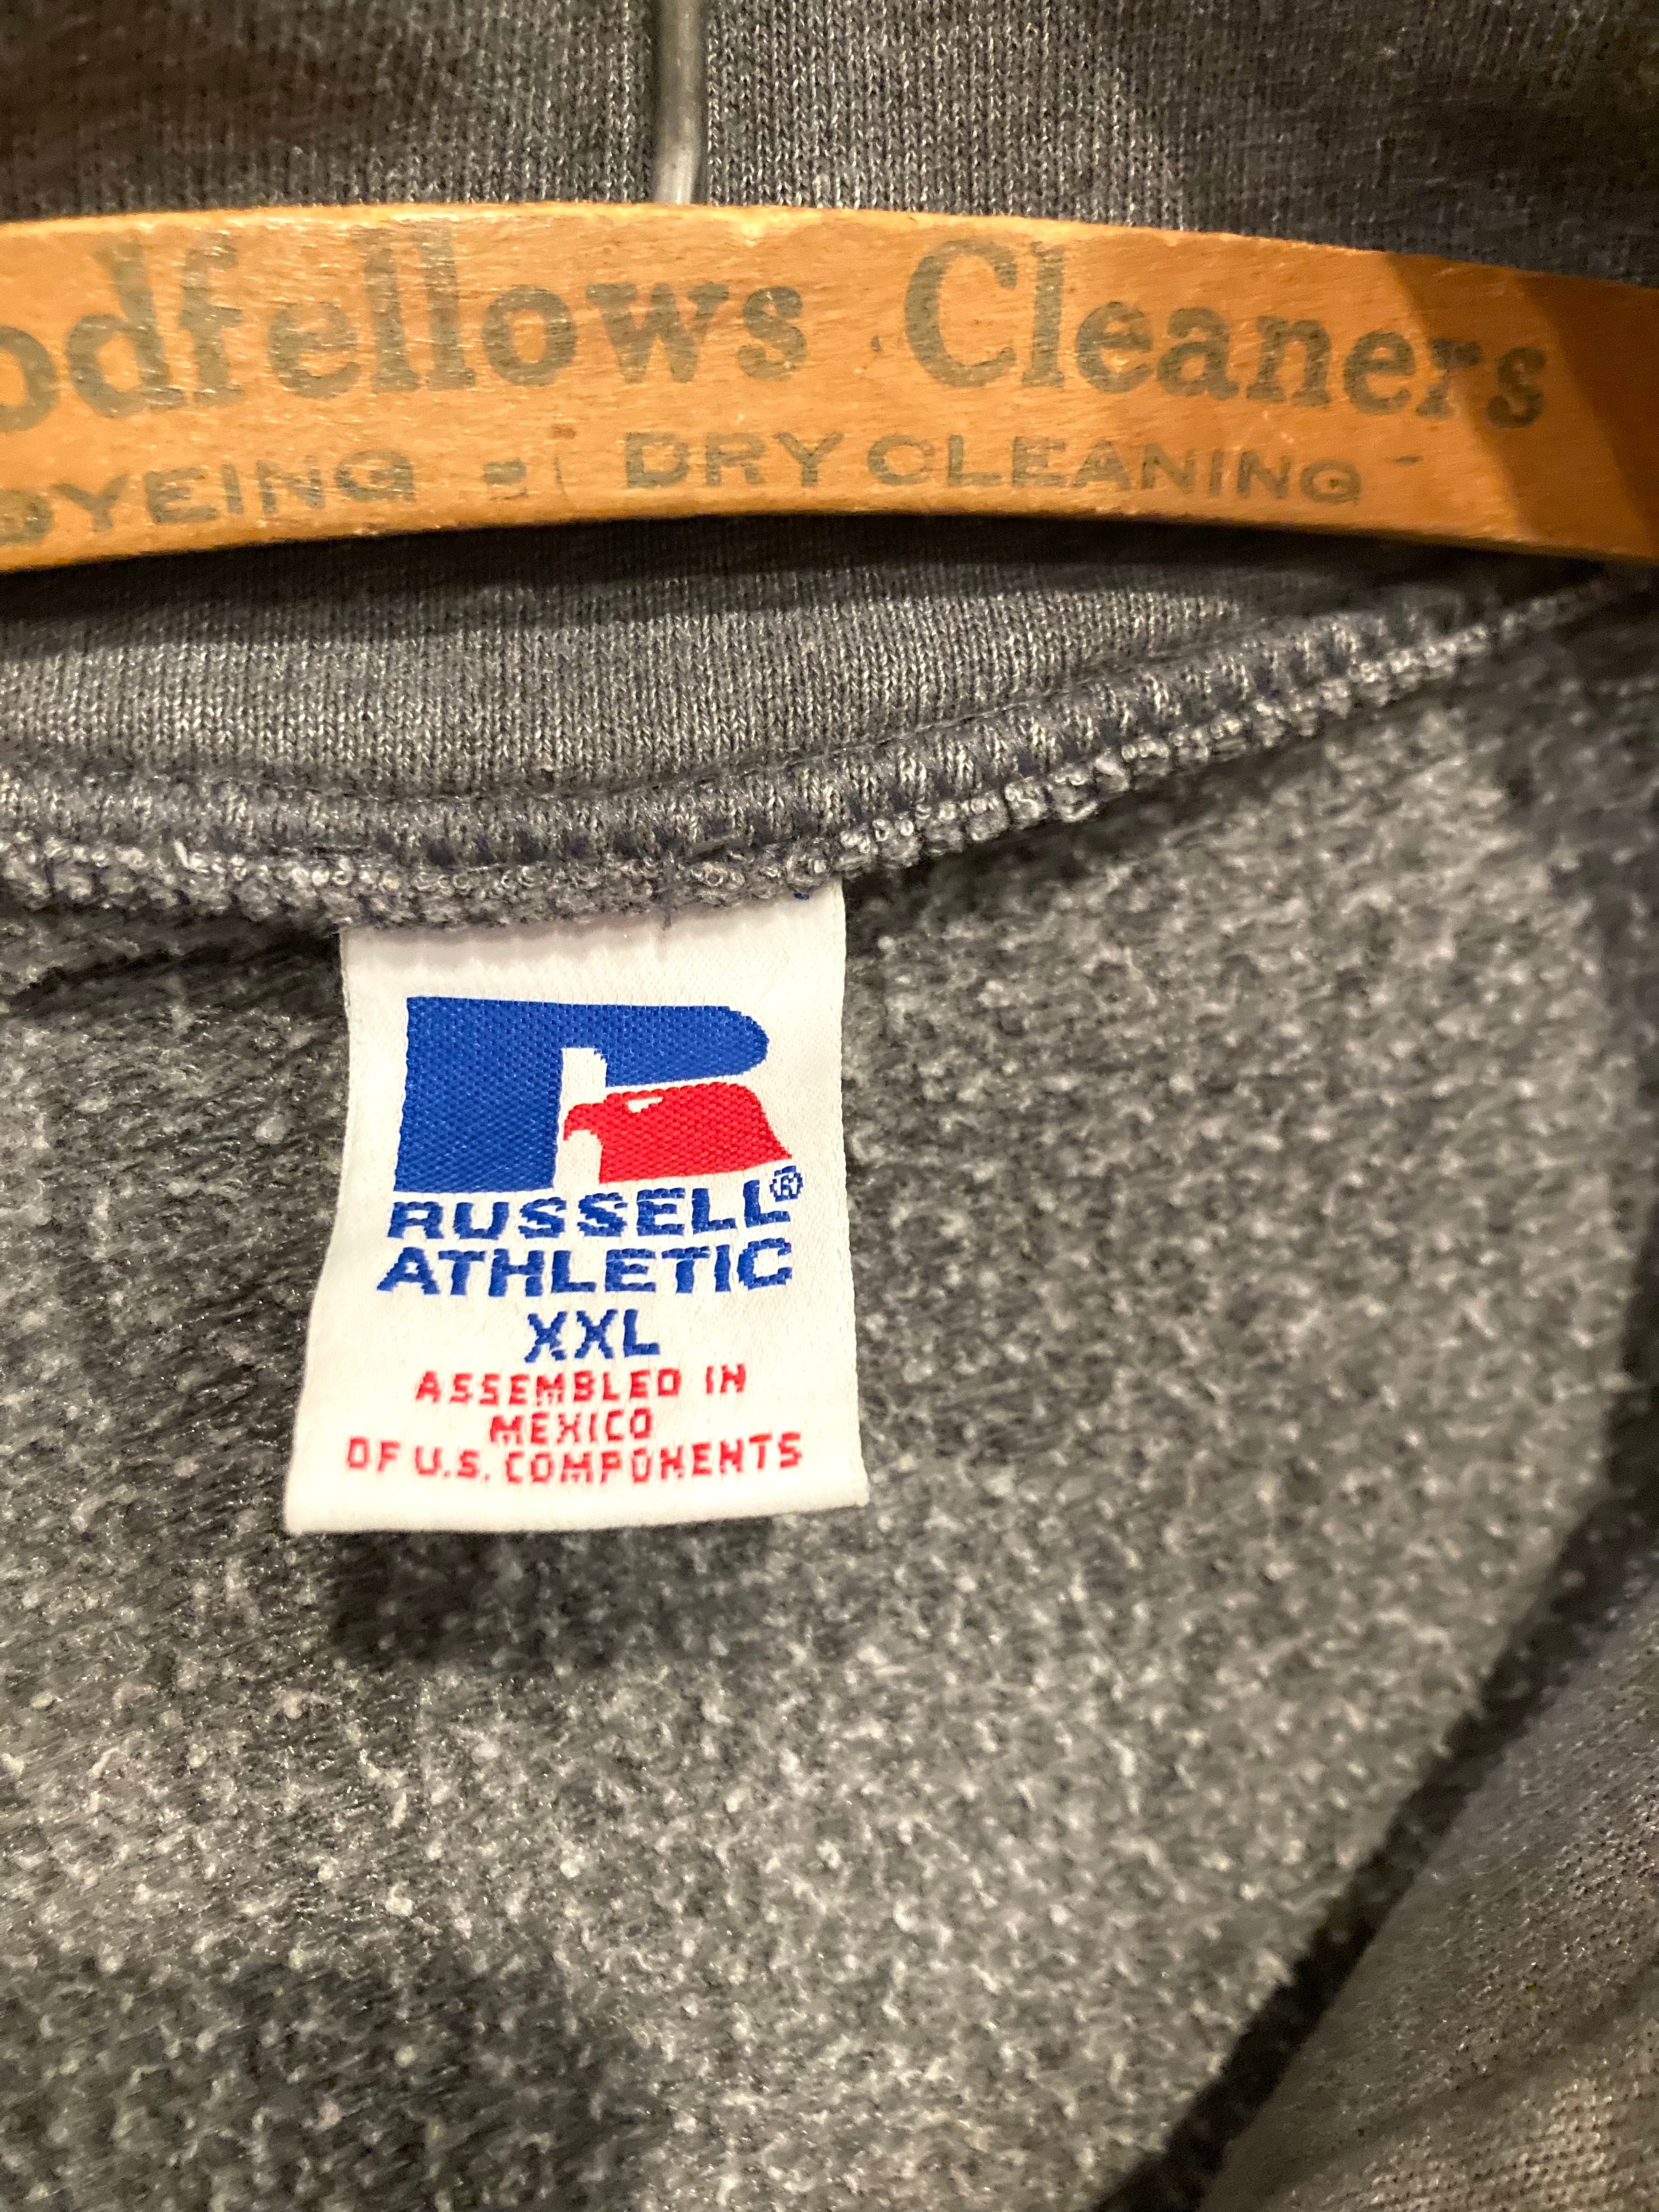 odfellows Cleaners
DYEING - DRY CLEANING -
RUSSELL®
ATHLETIC
XXL
ASSEMBLED IN
MEXICO
OF U.S. COMPONENTS